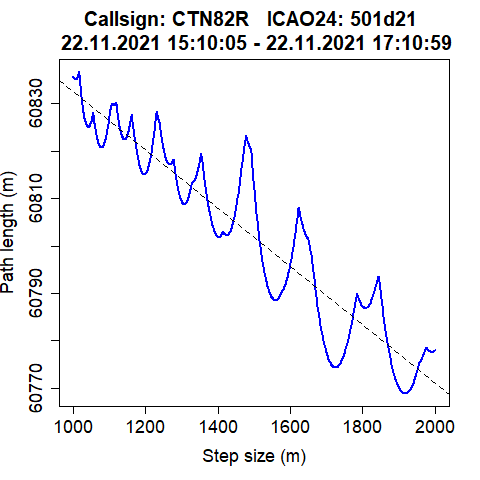 Callsign: CTN82R   ICAO24: 501d21
22.11.2021 15:10:05 - 22.11.2021 17:10:59
Path length (m)
60830
60810
60790
60770
1000 1200 1400 1600 1800 2000
Step size (m)